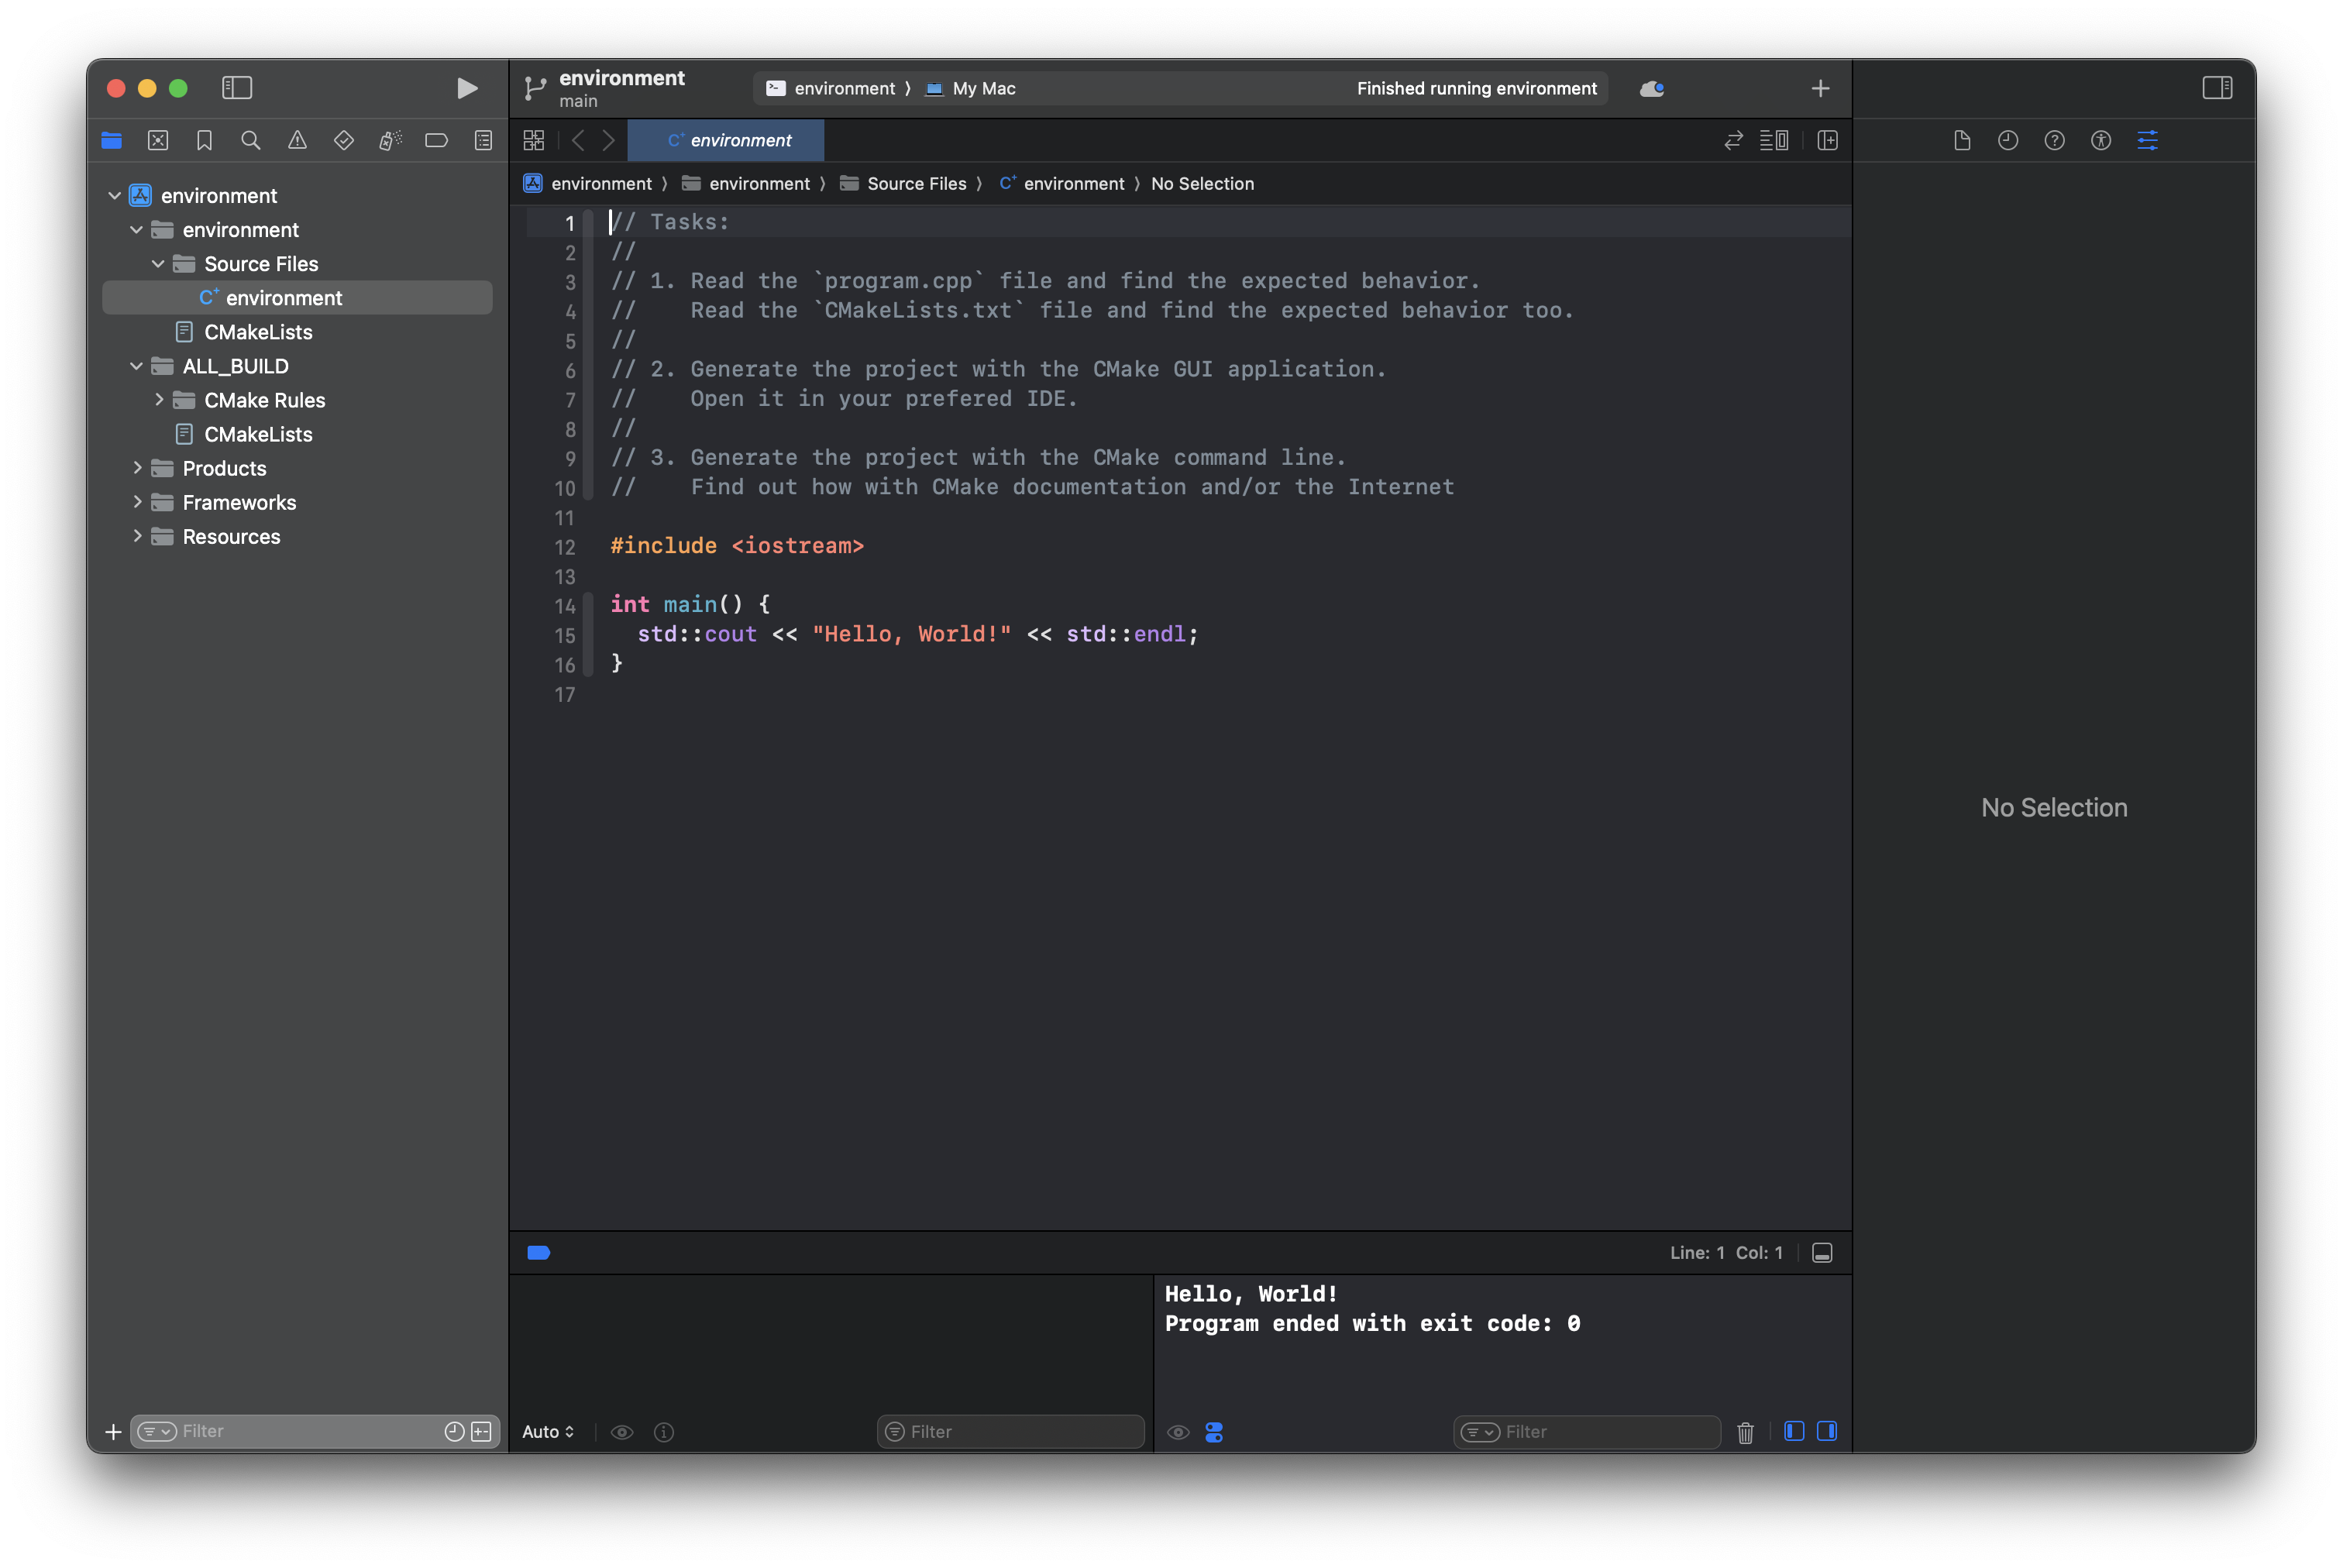 environment
main
environment ⟩ My Mac
Finished running environment
environment
environment ⟩ environment ⟩ Source Files ⟩ environment ⟩ No Selection
environment
environment
Source Files
environment
CMakeLists
ALL_BUILD
CMake Rules
CMakeLists
Products
Frameworks
Resources
Filter
1 // Tasks:
2 //
3 // 1. Read the `program.cpp` file and find the expected behavior.
4 //    Read the `CMakeLists.txt` file and find the expected behavior too.
5 //
6 // 2. Generate the project with the CMake GUI application.
7 //    Open it in your prefered IDE.
8 //
9 // 3. Generate the project with the CMake command line.
10 //    Find out how with CMake documentation and/or the Internet
11
12 #include <iostream>
13
14 int main() {
15   std::cout << "Hello, World!" << std::endl;
16 }
17
Line: 1 Col: 1
Auto
Filter
Hello, World!
Program ended with exit code: 0
Filter
No Selection